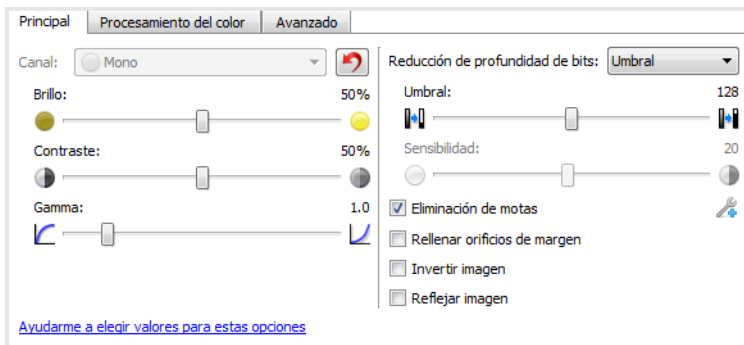 Principal Procesamiento del color Avanzado
Canal: Mono
Brillo: 50%
Contraste: 50%
Gamma: 1.0
Reducción de profundidad de bits: Umbral
Umbral: 128
Sensibilidad: 20
Eliminación de motas
Rellenar orificios de margen
Invertir imagen
Reflejar imagen
Ayudarme a elegir valores para estas opciones